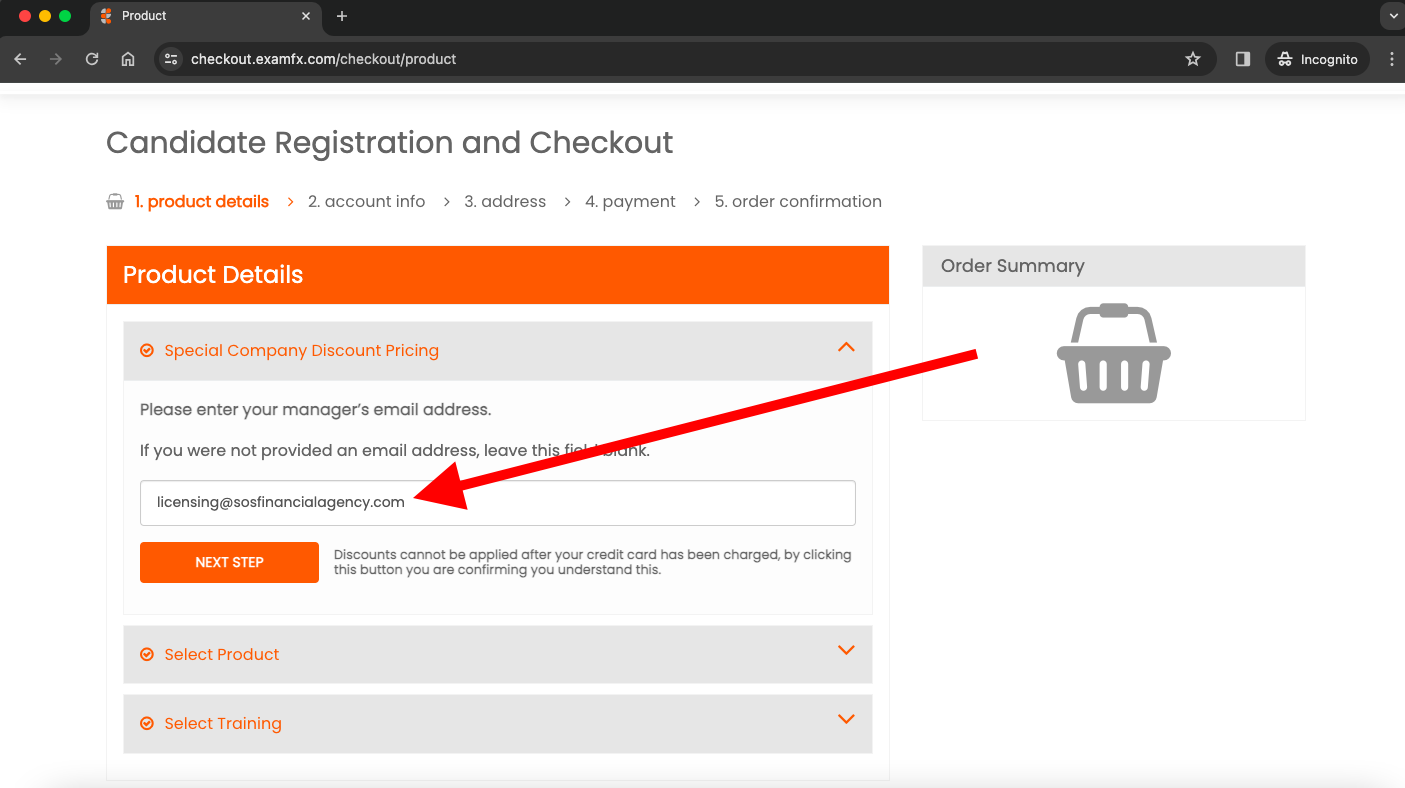 Product
checkout.examfx.com/checkout/product
Incognito
Candidate Registration and Checkout
1. product details > 2. account info > 3. address > 4. payment > 5. order confirmation
Product Details
Special Company Discount Pricing
Please enter your manager’s email address.
If you were not provided an email address, leave this field blank.
licensing@sosfinancialagency.com
NEXT STEP
Discounts cannot be applied after your credit card has been charged, by clicking
this button you are confirming you understand this.
Select Product
Select Training
Order Summary